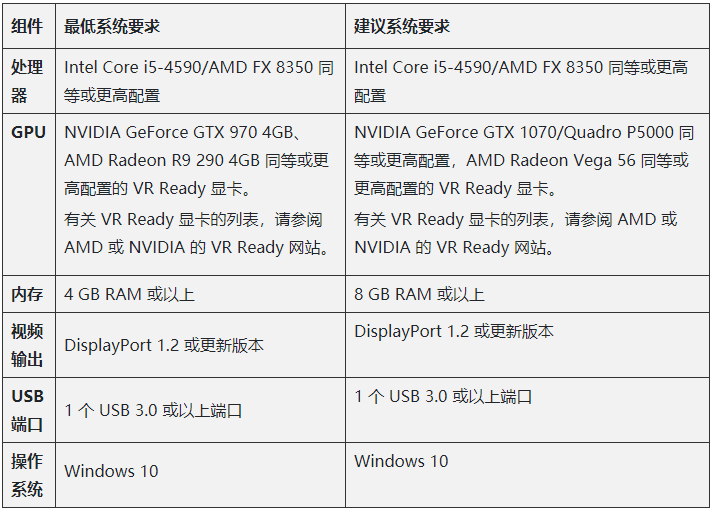 组件
最低系统要求
建议系统要求
处理
器
Intel Core i5-4590/AMD FX 8350 同
等或更高配置
Intel Core i5-4590/AMD FX 8350 同等或更高
配置
GPU
NVIDIA GeForce GTX 970 4GB、
AMD Radeon R9 290 4GB 同等或更
高配置的 VR Ready 显卡。
有关 VR Ready 显卡的列表，请参阅
AMD 或 NVIDIA 的 VR Ready 网站。
NVIDIA GeForce GTX 1070/Quadro P5000 同
等或更高配置，AMD Radeon Vega 56 同等或
更高配置的 VR Ready 显卡。
有关 VR Ready 显卡的列表，请参阅 AMD 或
NVIDIA 的 VR Ready 网站。
内存
4 GB RAM 或以上
8 GB RAM 或以上
视频
输出
DisplayPort 1.2 或更新版本
DisplayPort 1.2 或更新版本
USB
端口
1 个 USB 3.0 或以上端口
1 个 USB 3.0 或以上端口
操作
系统
Windows 10
Windows 10